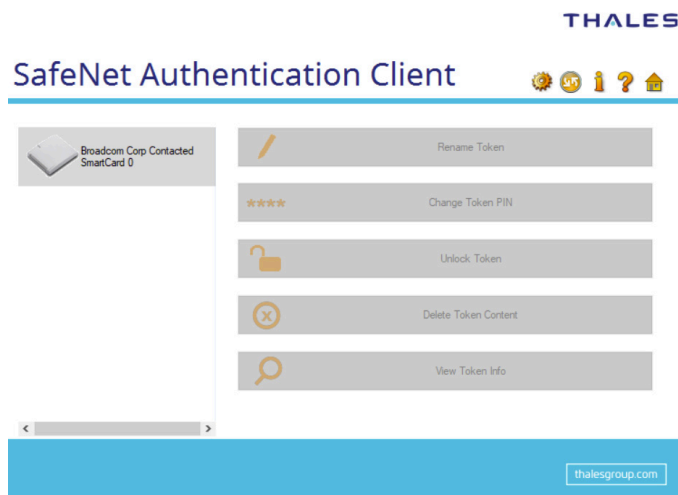 THALES
SafeNet Authentication Client
Broadcom Corp Contacted
SmartCard 0
Rename Token
**** Change Token PIN
Unlock Token
Delete Token Content
View Token Info
thalesgroup.com